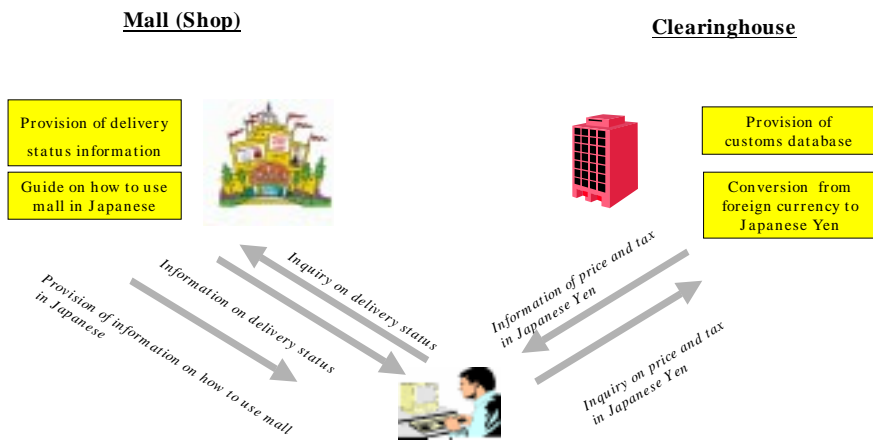 Mall (Shop)
Clearinghouse
Provision of delivery
status information
Guide on how to use
mall in Japanese
Provision of
customs database
Conversion from
foreign currency to
Japanese Yen
Provision of information on how to use mall
in Japanese
Information on delivery status
Inquiry on delivery status
Information of price and tax
in Japanese Yen
Inquiry on price and tax
in Japanese Yen